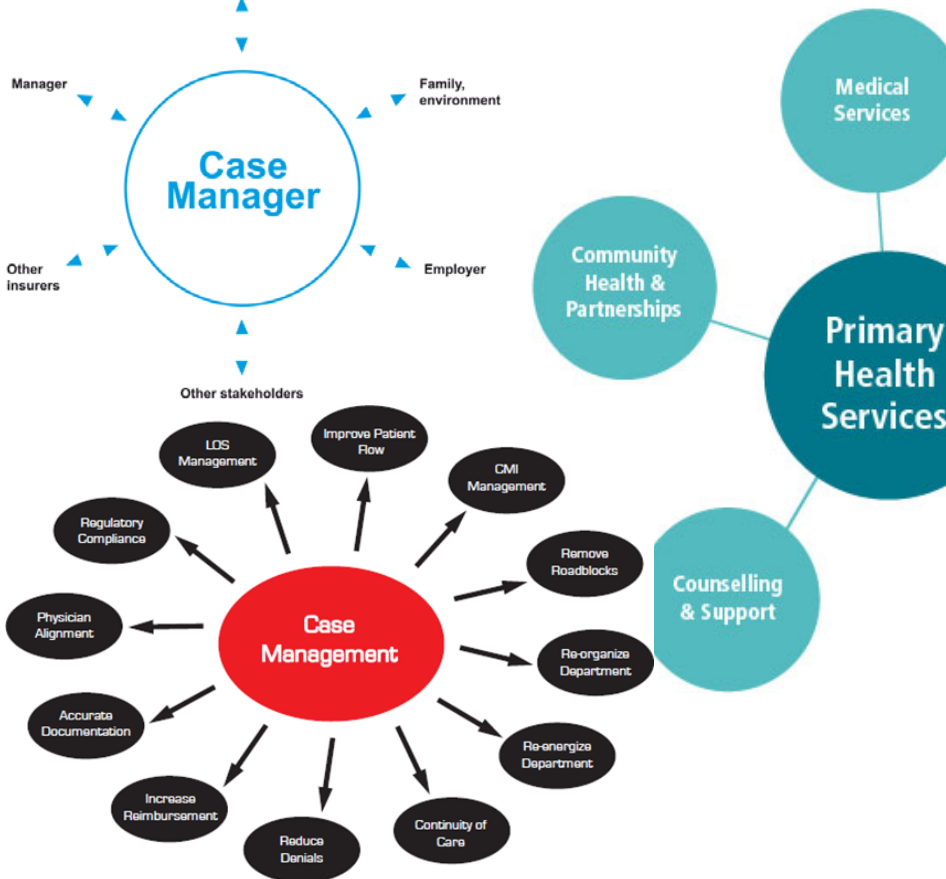 Manager
Family,
environment
Case
Manager
Other
insurers
Employer
Other stakeholders
Medical
Services
Community
Health &
Partnerships
Primary
Health
Services
Counselling
& Support
LOS
Management
Improve Patient
Flow
CMI
Management
Regulatory
Compliance
Remove
Roadblocks
Physician
Alignment
Case
Management
Re-organize
Department
Accurate
Documentation
Re-energize
Department
Increase
Reimbursement
Reduce
Denials
Continuity of
Care